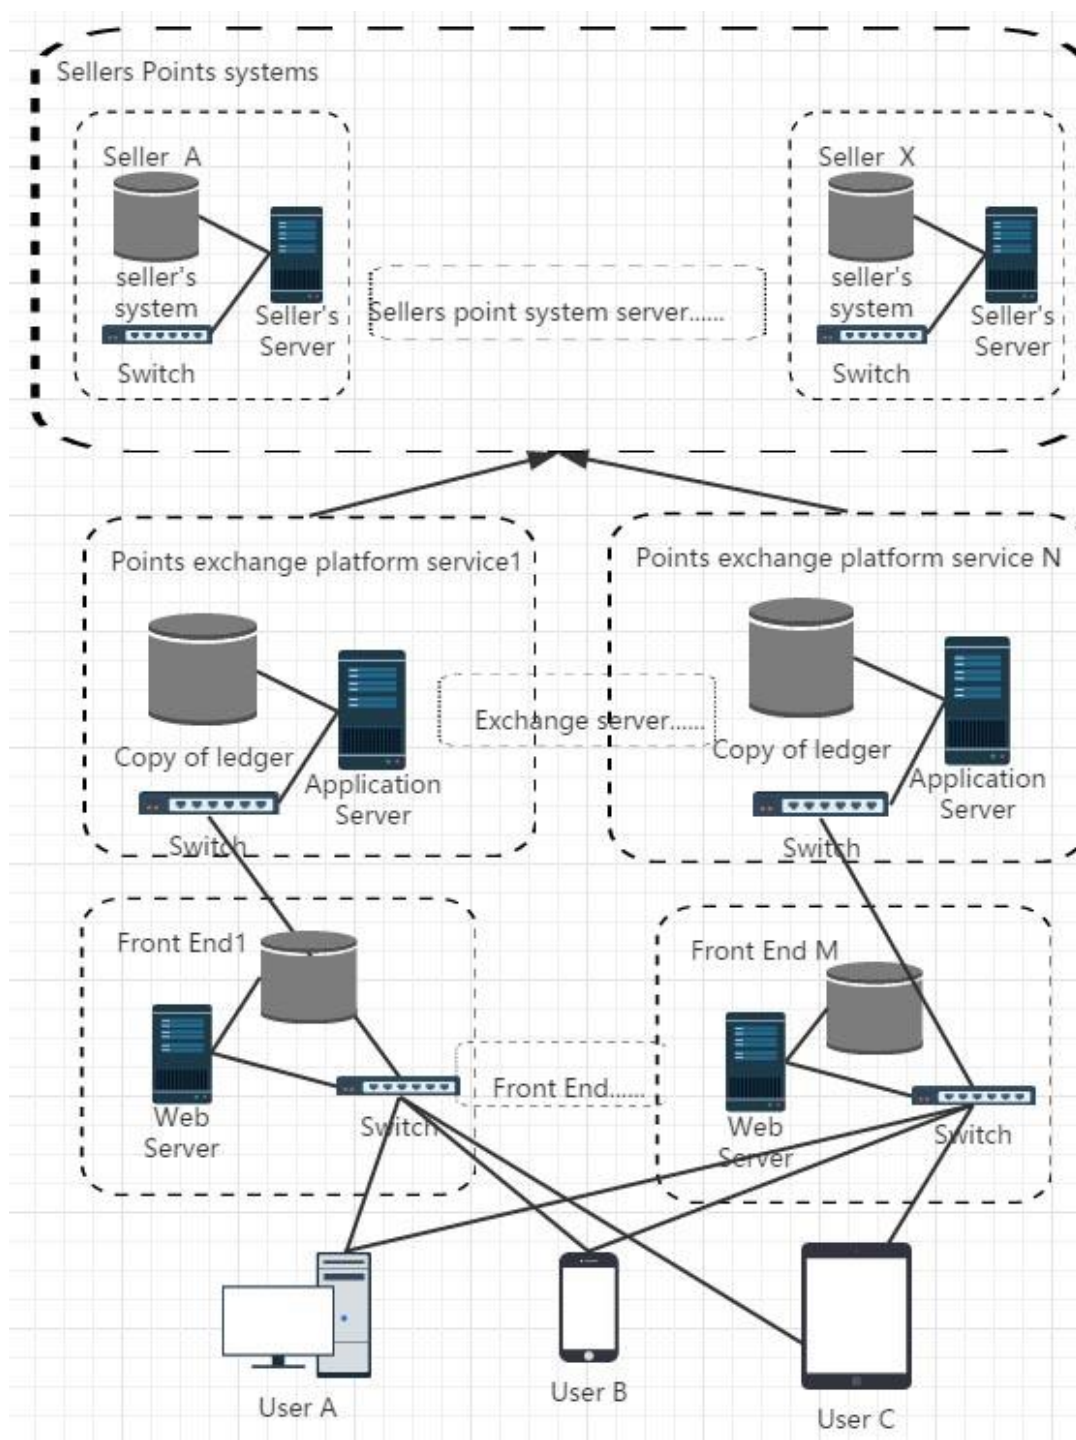 Sellers Points systems
Seller A
seller's
system
Seller's
Server
Switch
Sellers point system server......
Seller X
seller's
system
Seller's
Server
Switch
Points exchange platform service1
Copy of ledger
Application
Server
Switch
Exchange server......
Points exchange platform service N
Copy of ledger
Application
Server
Switch
Front End1
Web
Server
Switch
Front End......
Front End M
Web
Server
Switch
User A
User B
User C